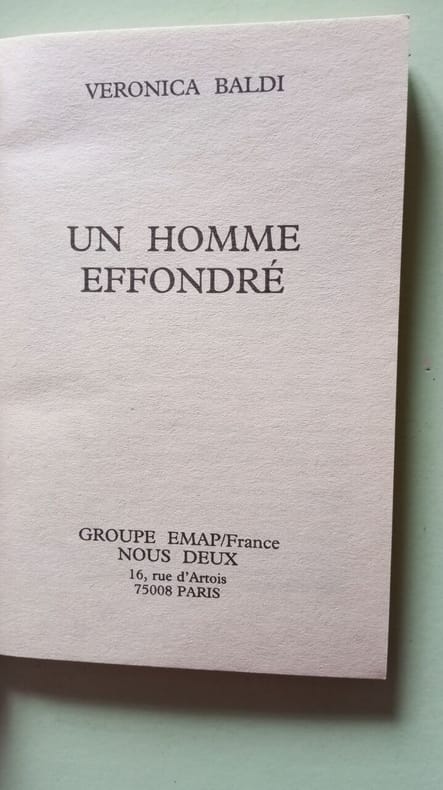 VERONICA BALDI
UN HOMME
EFFONDRÉ
GROUPE EMAP/France
NOUS DEUX
16, rue d'Artois
75008 PARIS